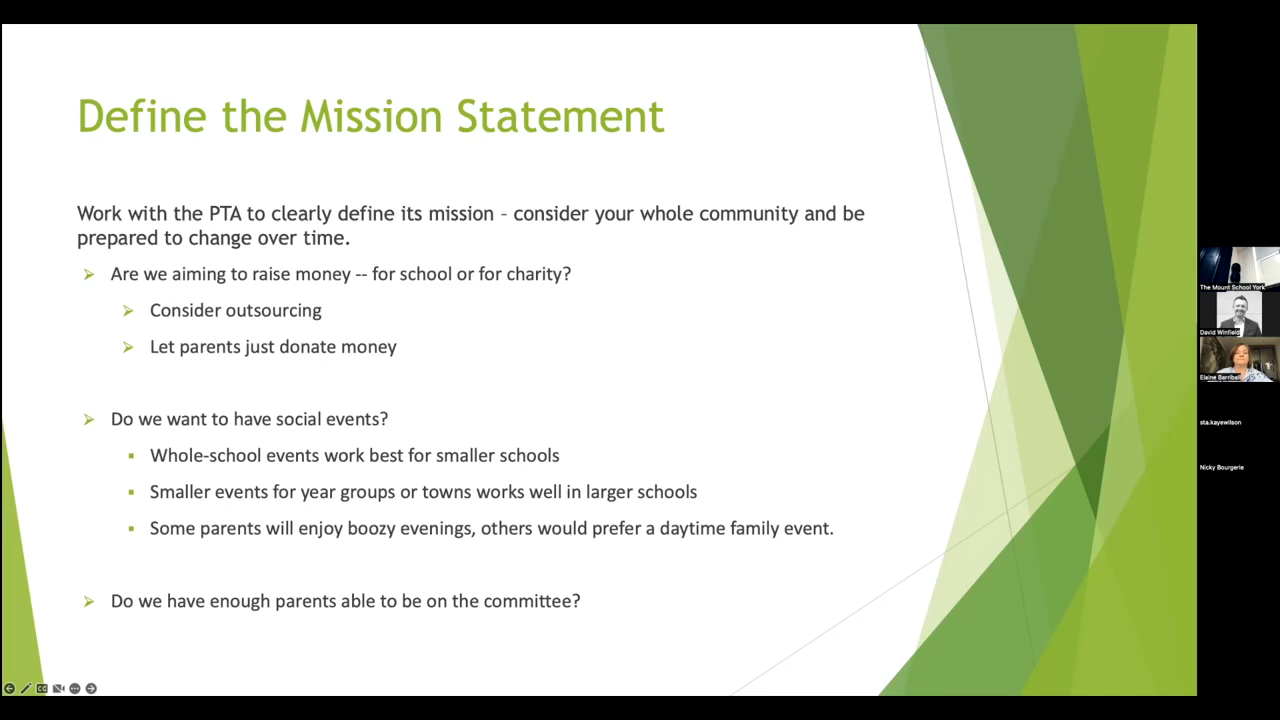 Define the Mission Statement
Work with the PTA to clearly define its mission – consider your whole community and be
prepared to change over time.
Are we aiming to raise money -- for school or for charity?
Consider outsourcing
Let parents just donate money
Do we want to have social events?
Whole-school events work best for smaller schools
Smaller events for year groups or towns works well in larger schools
Some parents will enjoy boozy evenings, others would prefer a daytime family event.
Do we have enough parents able to be on the committee?
The Mount School York
David Winfield
Elaine Barriball
sta.kayewilson
Nicky Bourgerie
CC